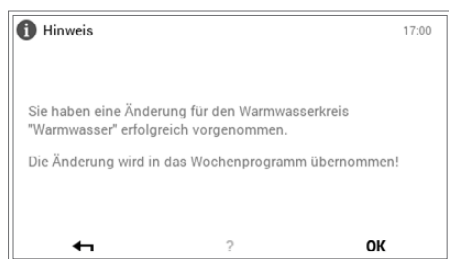 Hinweis 17:00
Sie haben eine Änderung für den Warmwasserkreis
"Warmwasser" erfolgreich vorgenommen.
Die Änderung wird in das Wochenprogramm übernommen!
? OK